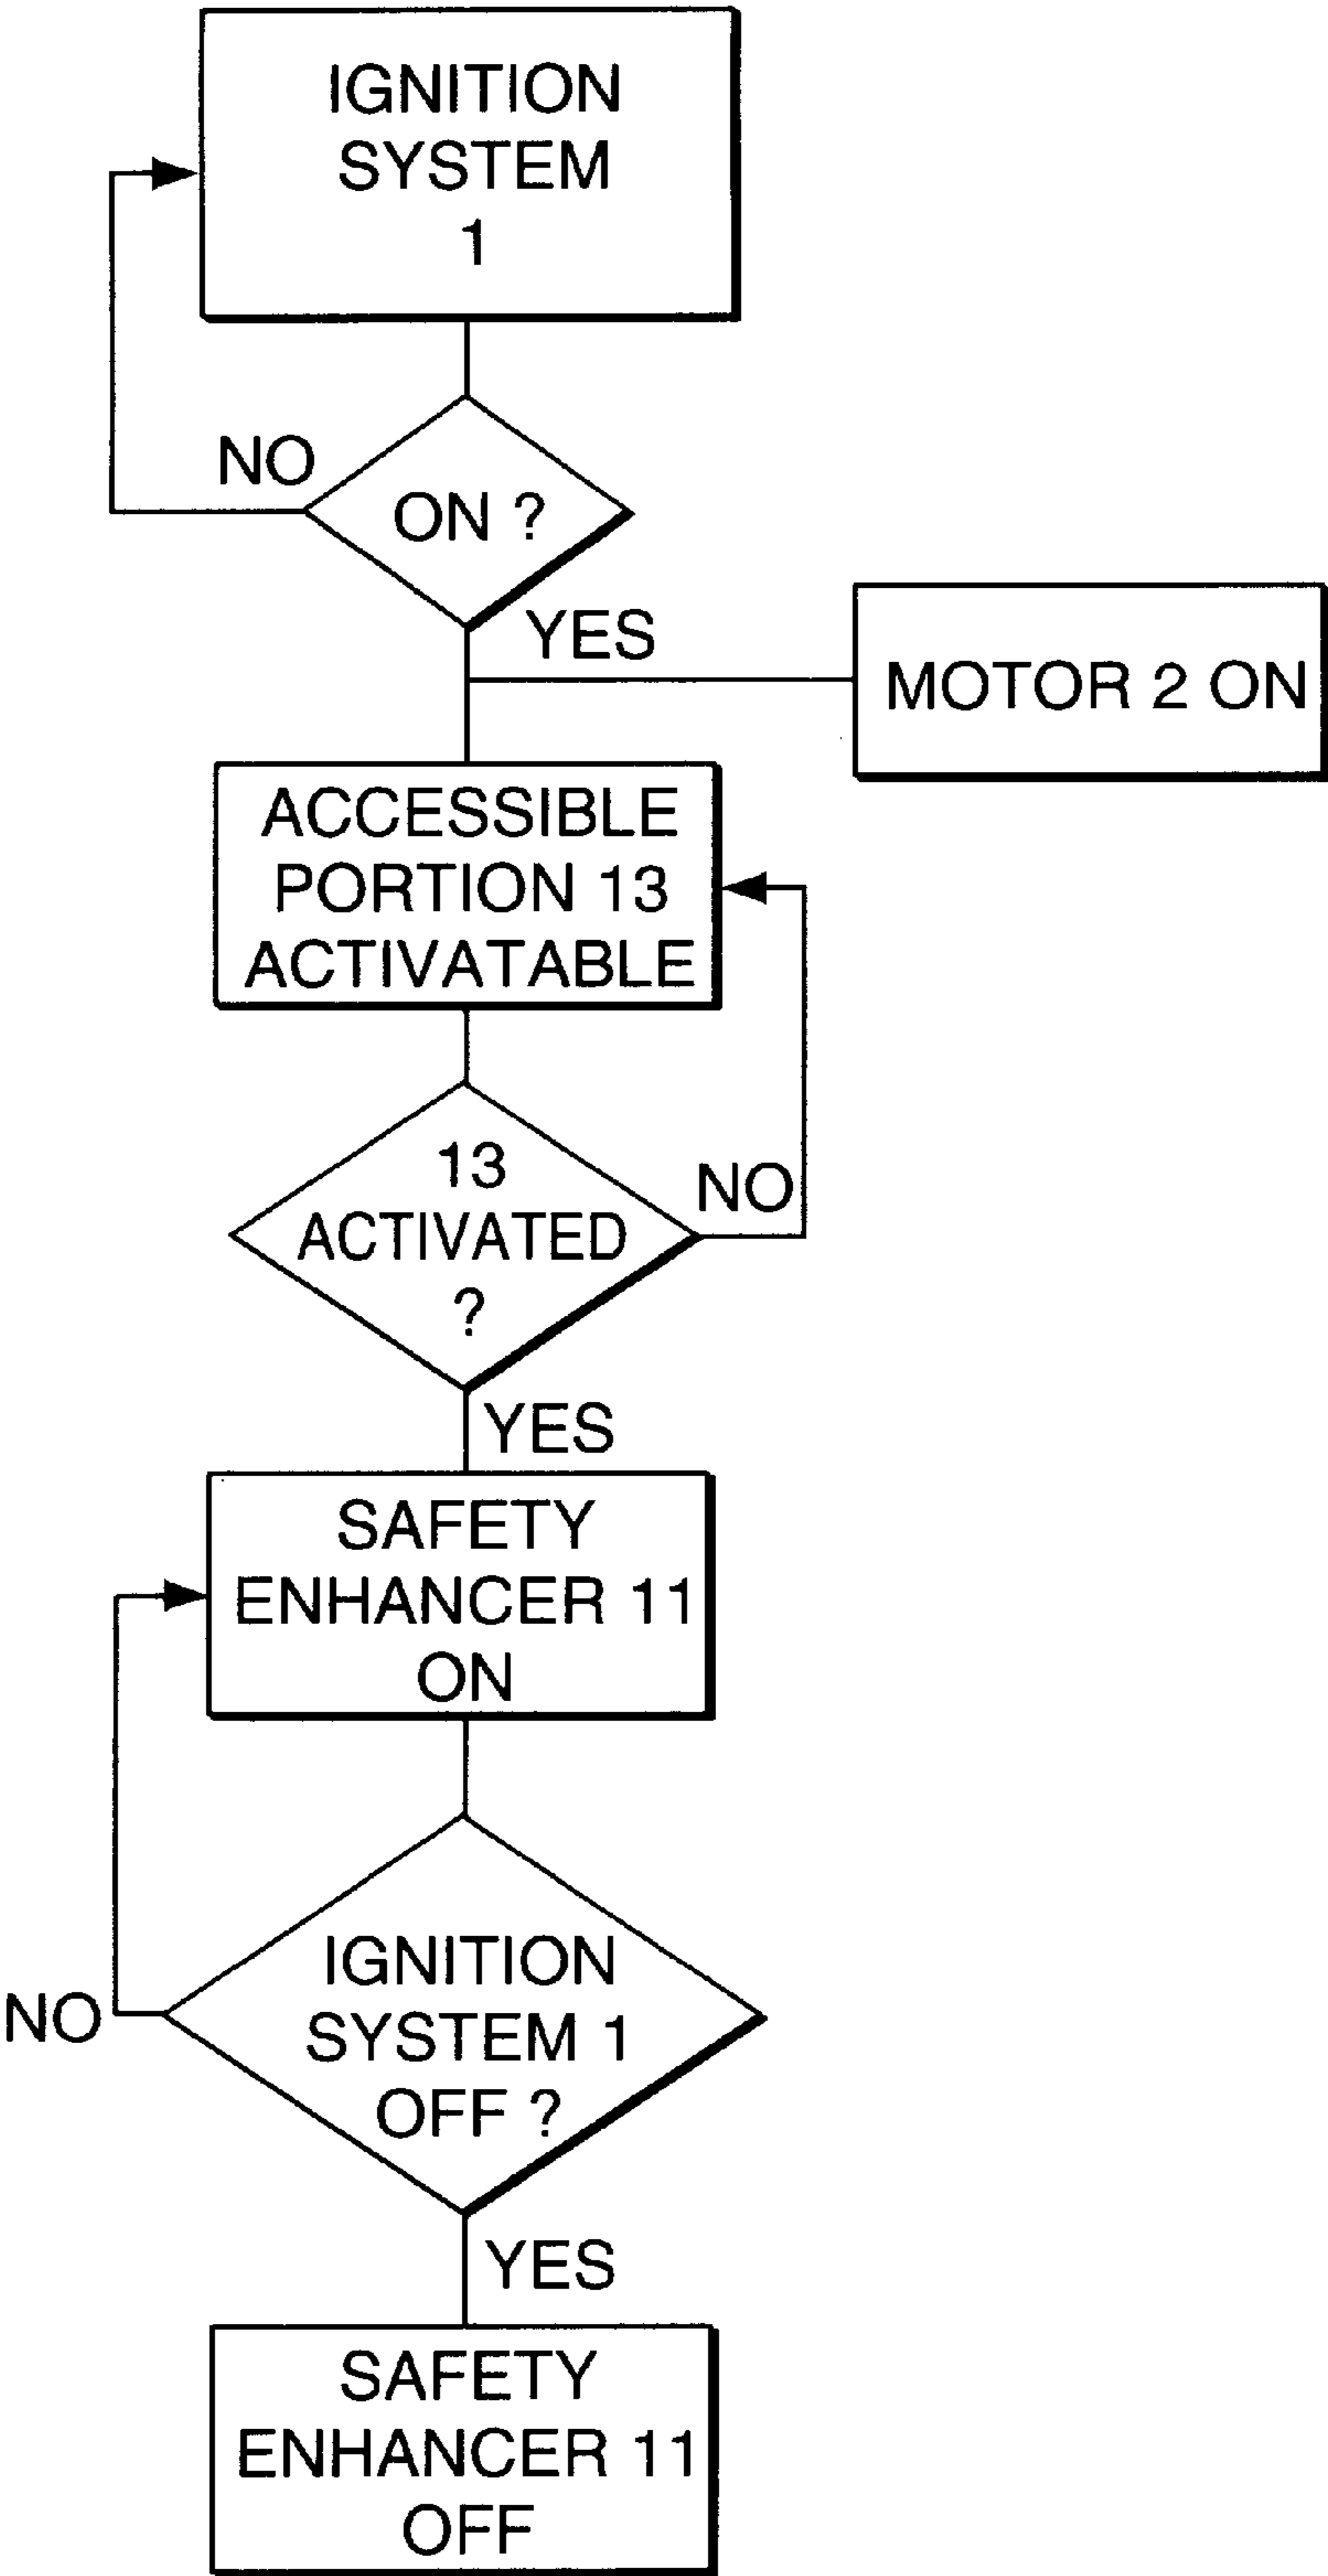 IGNITION
SYSTEM
1
NO
ON ?
YES
MOTOR 2 ON
ACCESSIBLE
PORTION 13
ACTIVATABLE
13
ACTIVATED
?
NO
YES
SAFETY
ENHANCER 11
ON
IGNITION
SYSTEM 1
OFF ?
NO
YES
SAFETY
ENHANCER 11
OFF